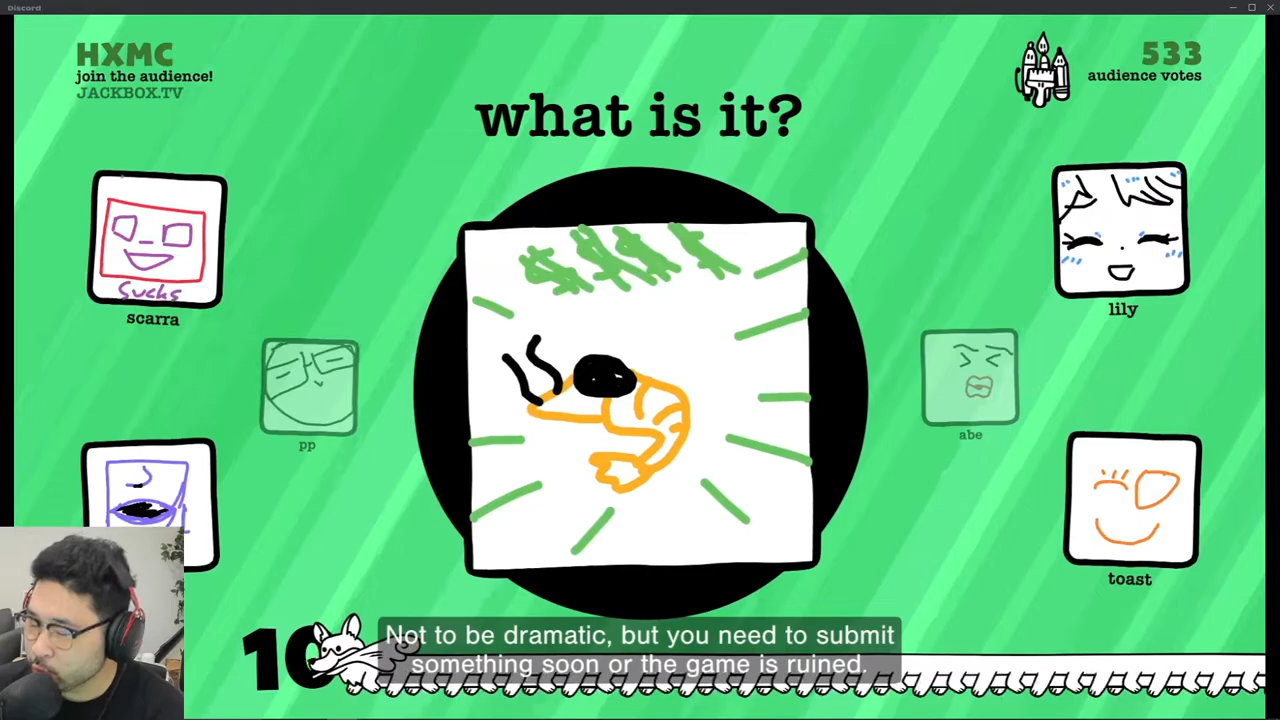 Discord
HXMC
join the audience!
JACKBOX.TV
533
audience votes
what is it?
scarra
Sucks
lily
pp
abe
toast
10
Not to be dramatic, but you need to submit
something soon or the game is ruined.